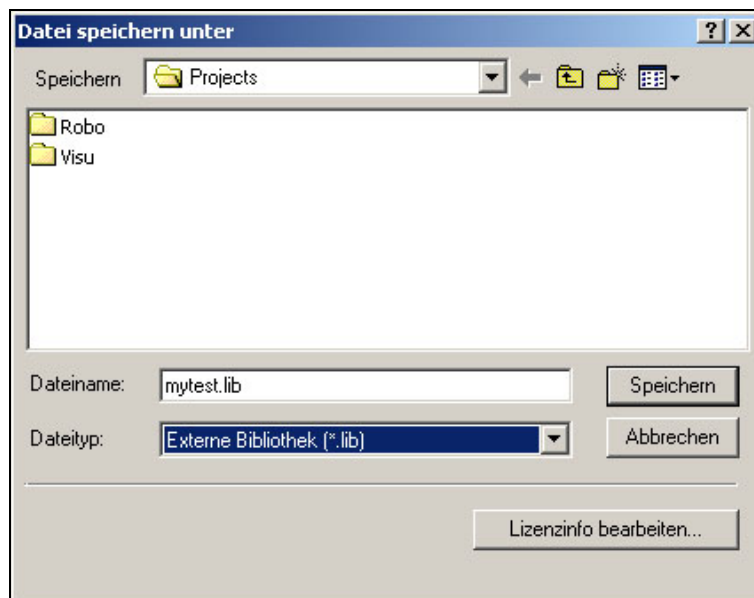 Datei speichern unter
Speichern Projects
Robo
Visu
Dateiname: mytest.lib Speichern
Dateityp: Externe Bibliothek (*.lib) Abbrechen
Lizenzinfo bearbeiten...